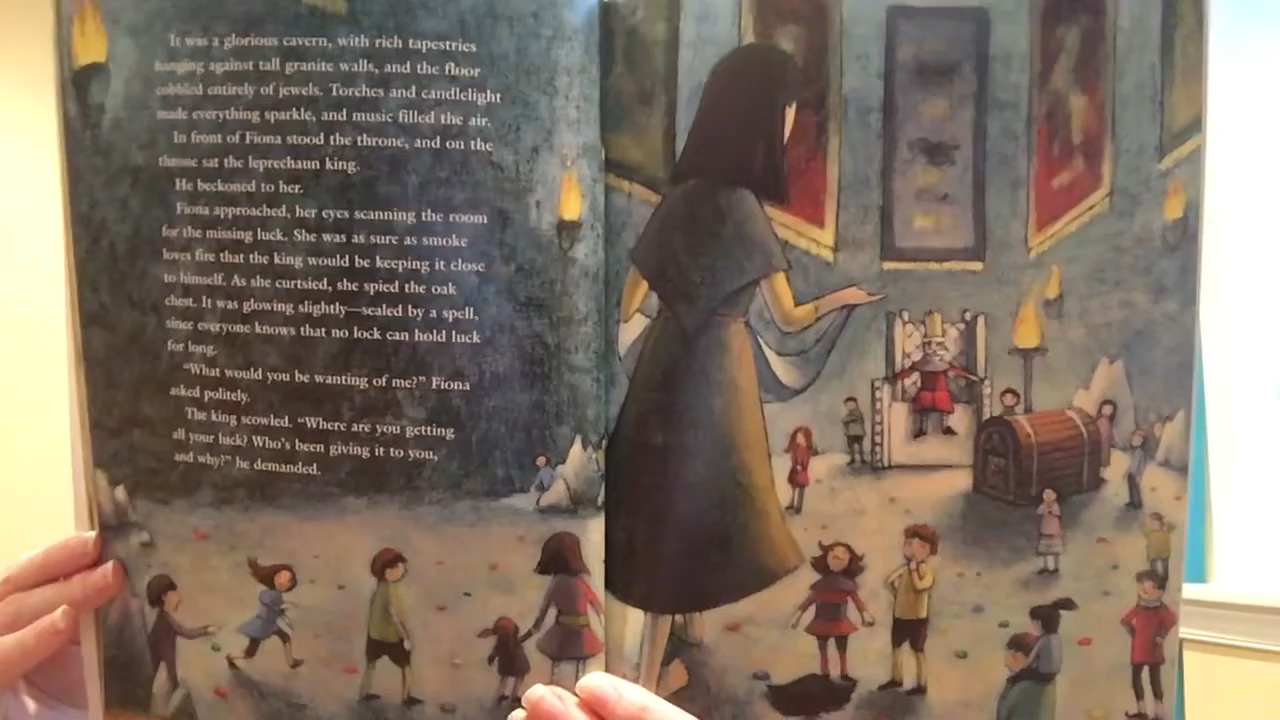 It was a glorious cavern, with rich tapestries
hanging against tall granite walls, and the floor
cobbled entirely of jewels. Torches and candlelight
made everything sparkle, and music filled the air.
In front of Fiona stood the throne, and on the
throne sat the leprechaun king.
He beckoned to her.
Fiona approached, her eyes scanning the room
for the missing luck. She was as sure as smoke
loves fire that the king would be keeping it close
to himself. As she curtsied, she spied the oak
chest. It was glowing slightly—sealed by a spell,
since everyone knows that no lock can hold luck
for long.
“What would you be wanting of me?” Fiona
asked politely.
The king scowled. “Where are you getting
all your luck? Who’s been giving it to you,
and why?” he demanded.